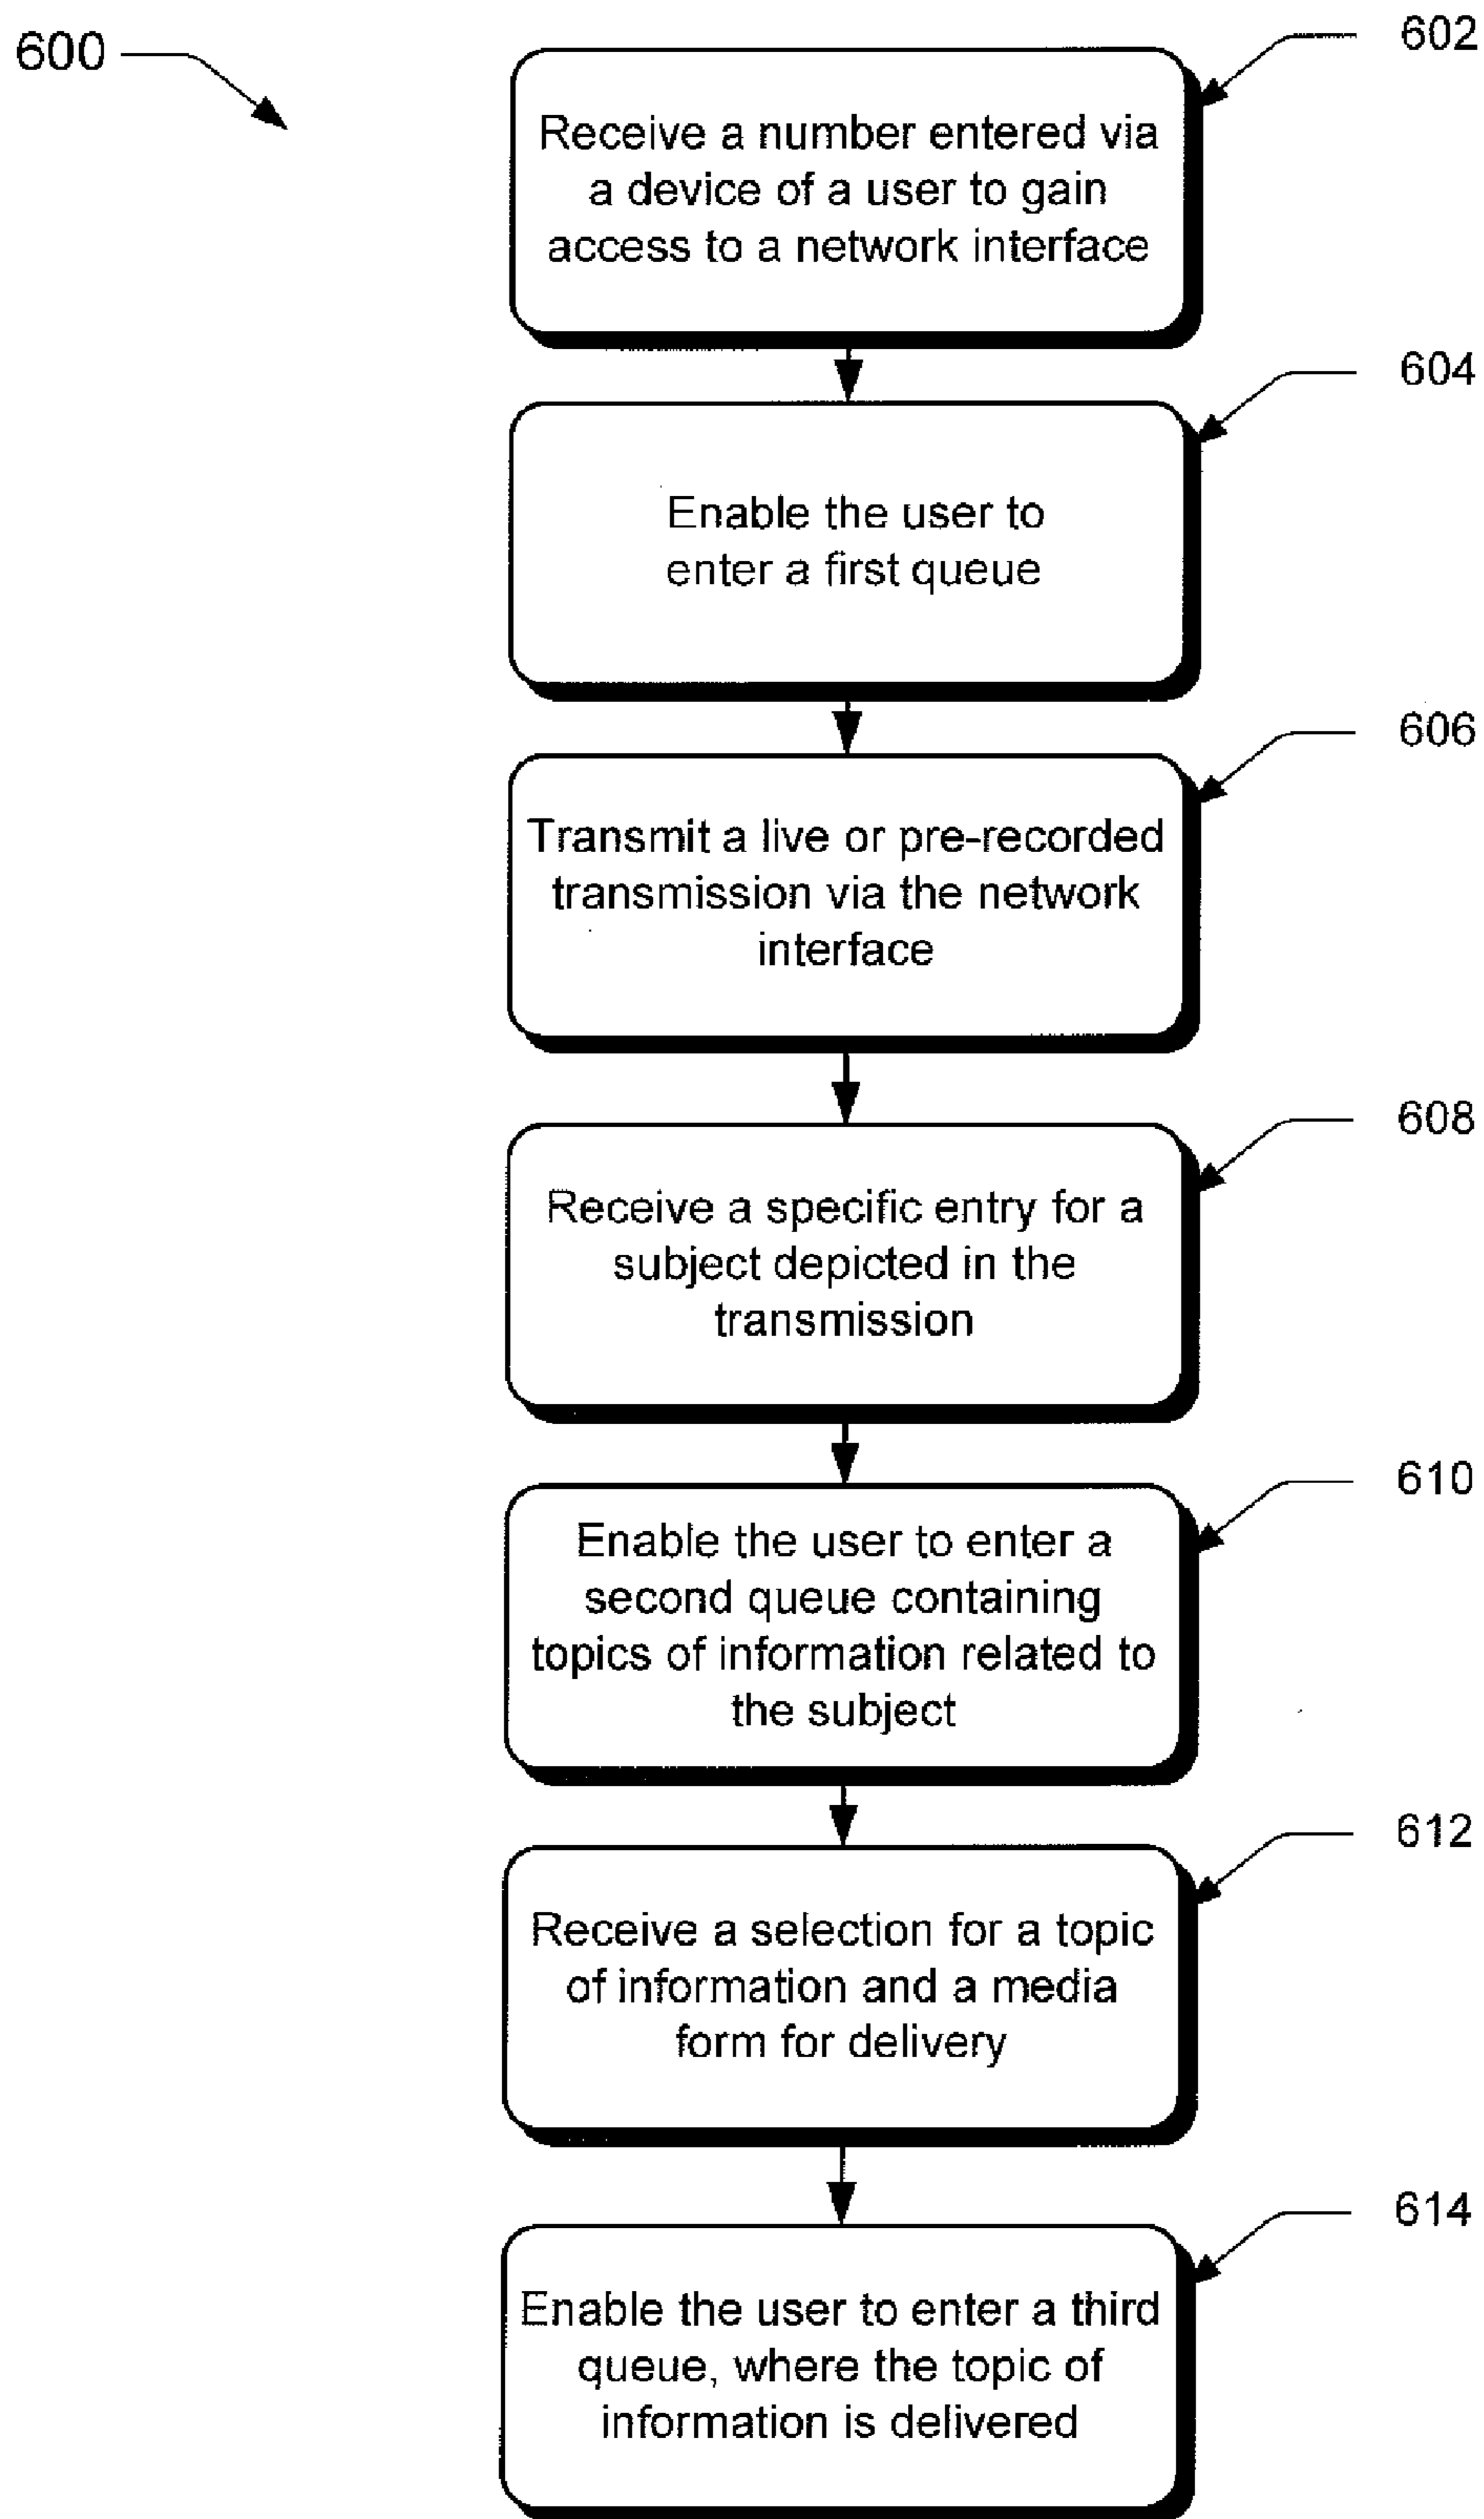 600
602
Receive a number entered via
a device of a user to gain
access to a network interface
604
Enable the user to
enter a first queue
606
Transmit a live or pre-recorded
transmission via the network
interface
608
Receive a specific entry for a
subject depicted in the
transmission
610
Enable the user to enter a
second queue containing
topics of information related to
the subject
612
Receive a selection for a topic
of information and a media
form for delivery
614
Enable the user to enter a third
queue, where the topic of
information is delivered